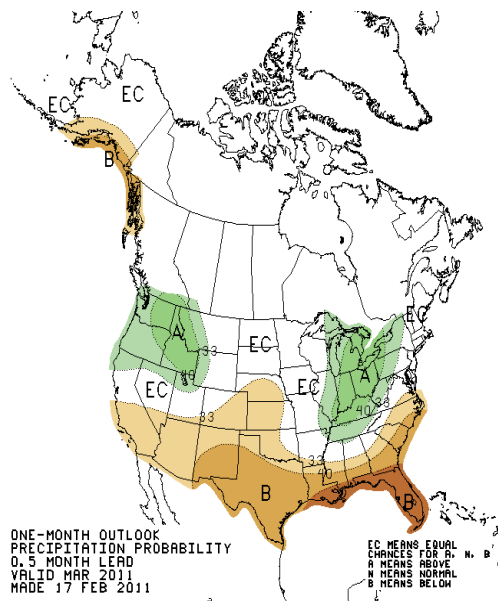 EC
EC
B
A
EC
EC
33
40
33
EC
EC
A
33
40
33
40
B
B
ONE-MONTH OUTLOOK
PRECIPITATION PROBABILITY
0.5 MONTH LEAD
VALID MAR 2011
MADE 17 FEB 2011
EC MEANS EQUAL
CHANCES FOR A, N, B
A MEANS ABOVE
N MEANS NORMAL
B MEANS BELOW